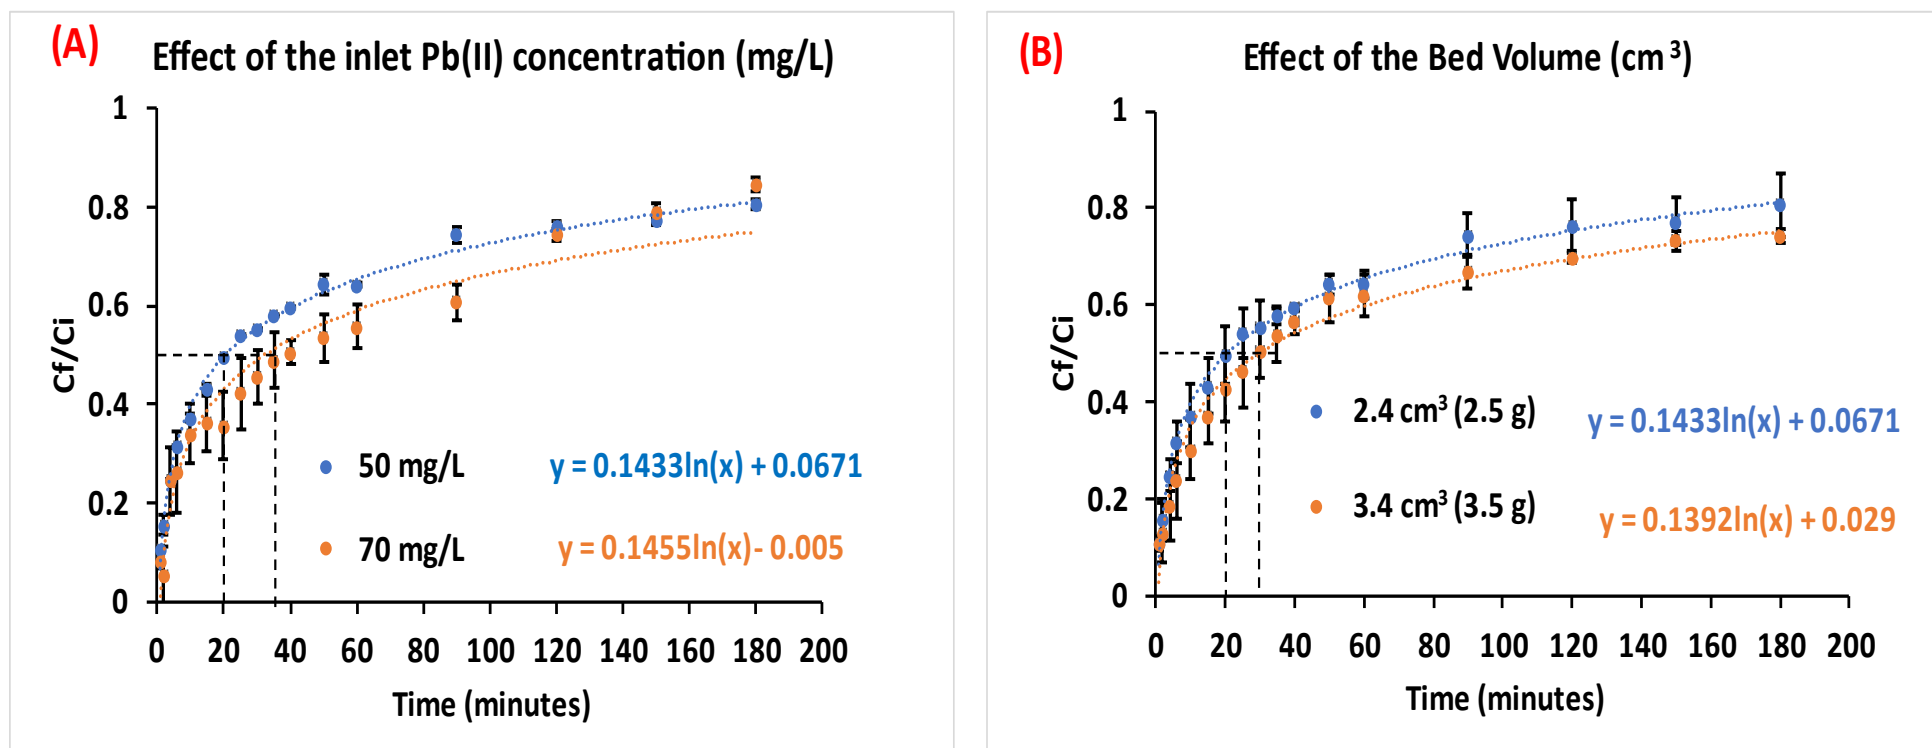 (A)
Effect of the inlet Pb(II) concentration (mg/L)
1
0.8
0.6
0.4
0.2
0
Cf/Ci
50 mg/L
y = 0.1433ln(x) + 0.0671
70 mg/L
y = 0.1455ln(x)- 0.005
0 20 40 60 80 100 120 140 160 180 200
Time (minutes)
(B)
Effect of the Bed Volume (cm³)
1
0.8
0.6
0.4
0.2
0
Cf/Ci
2.4 cm³ (2.5 g)
y = 0.1433ln(x) + 0.0671
3.4 cm³ (3.5 g)
y = 0.1392ln(x) + 0.029
0 20 40 60 80 100 120 140 160 180 200
Time (minutes)